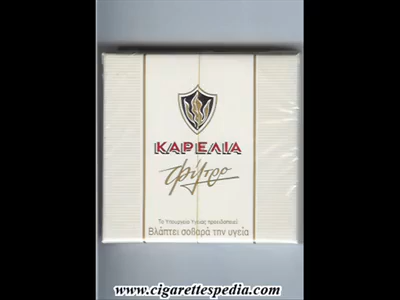 ΚΑΡΕΛΙΑ
φίλτρο
Το Υπουργείο Υγείας προειδοποιεί
Βλάπτει σοβαρά την υγεία
www.cigarettespedia.com